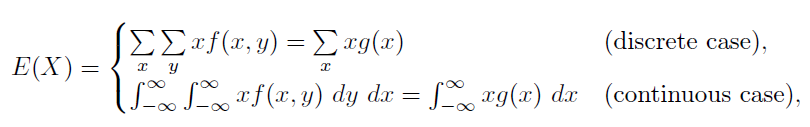 E(X) = { ∑_x ∑_y x f(x, y) = ∑_x x g(x) (discrete case),
∫_{-∞}^{∞} ∫_{-∞}^{∞} x f(x, y) dy dx = ∫_{-∞}^{∞} x g(x) dx (continuous case),